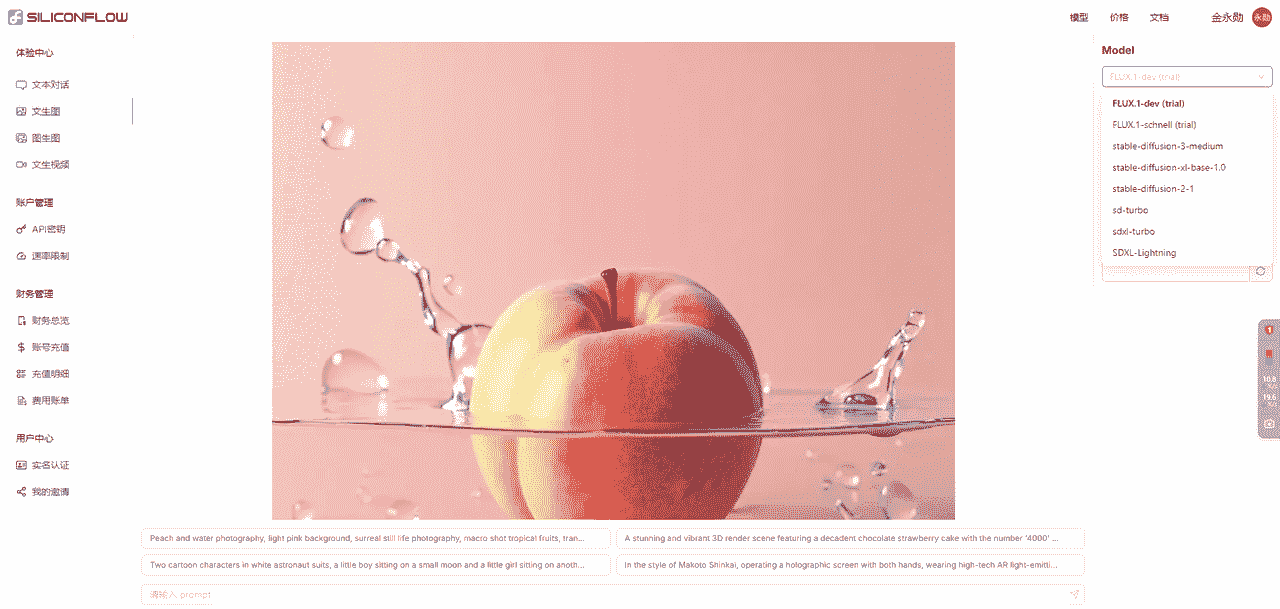 SILICONFLOW
模型 价格 文档 金永勋 永勋
体验中心
文本对话
文生图
图生图
文生视频
账户管理
API密钥
速率限制
财务管理
财务总览
账号充值
充值明细
费用账单
用户中心
实名认证
我的邀请
Model
FLUX.1-dev (trial)
FLUX.1-dev (trial)
FLUX.1-schnell (trial)
stable-diffusion-3-medium
stable-diffusion-xl-base-1.0
stable-diffusion-2-1
sd-turbo
sdxl-turbo
SDXL-Lightning
1
10.8
19.6
Peach and water photography, light pink background, surreal still life photography, macro shot tropical fruits, tran...
A stunning and vibrant 3D render scene featuring a decadent chocolate strawberry cake with the number '4000' ...
Two cartoon characters in white astronaut suits, a little boy sitting on a small moon and a little girl sitting on anoth...
In the style of Makoto Shinkai, operating a holographic screen with both hands, wearing high-tech AR light-emitti...
请输入 prompt